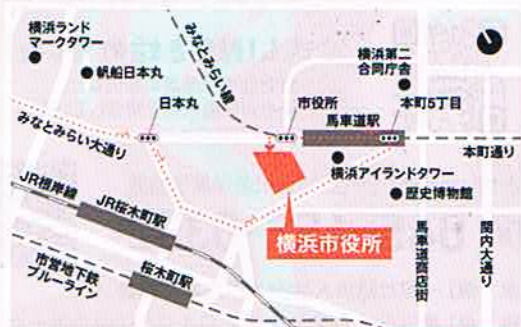 横浜ランド
マークタワー
帆船日本丸
みなとみらい線
横浜第二
合同庁舎
日本丸
市役所
馬車道駅
本町5丁目
みなとみらい大通り
本町通り
横浜アイランドタワー
歴史博物館
JR根岸線
JR桜木町駅
横浜市役所
市営地下鉄
ブルーライン
桜木町駅
馬車道商店街
関内大通り